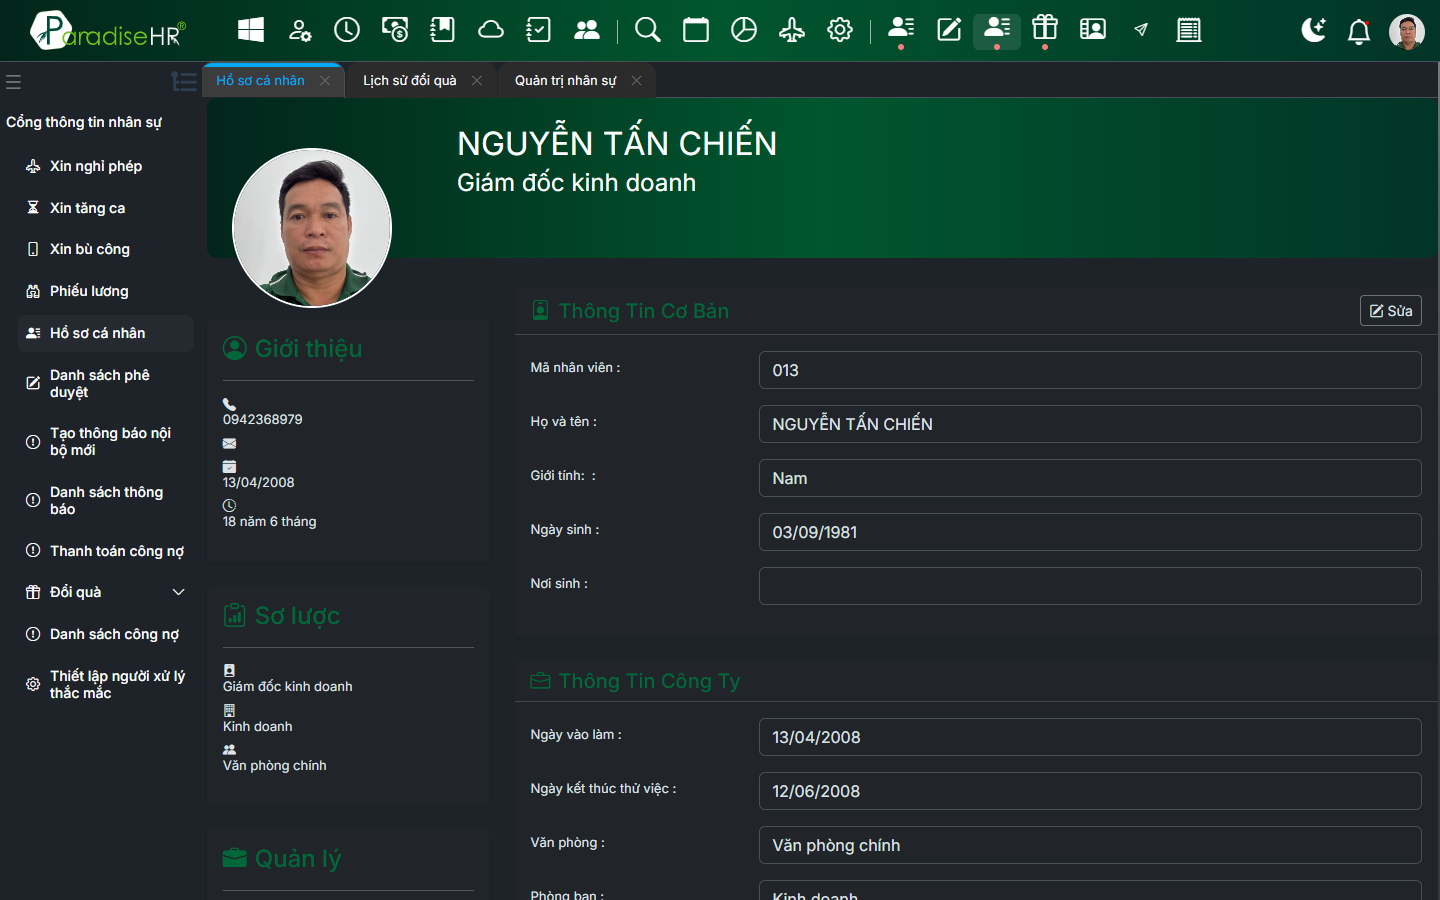 ParadiseHR®
Hồ sơ cá nhân
Lịch sử đổi quà
Quản trị nhân sự
Cổng thông tin nhân sự
Xin nghỉ phép
Xin tăng ca
Xin bù công
Phiếu lương
Hồ sơ cá nhân
Danh sách phê
duyệt
Tạo thông báo nội
bộ mới
Danh sách thông
báo
Thanh toán công nợ
Đổi quà
Danh sách công nợ
Thiết lập người xử lý
thắc mắc
NGUYỄN TẤN CHIẾN
Giám đốc kinh doanh
Giới thiệu
0942368979
13/04/2008
18 năm 6 tháng
Sơ lược
Giám đốc kinh doanh
Kinh doanh
Văn phòng chính
Quản lý
Thông Tin Cơ Bản
Sửa
Mã nhân viên :
013
Họ và tên :
NGUYỄN TẤN CHIẾN
Giới tính: :
Nam
Ngày sinh :
03/09/1981
Nơi sinh :
Thông Tin Công Ty
Ngày vào làm :
13/04/2008
Ngày kết thúc thử việc :
12/06/2008
Văn phòng :
Văn phòng chính
Phòng ban :
Kinh doanh